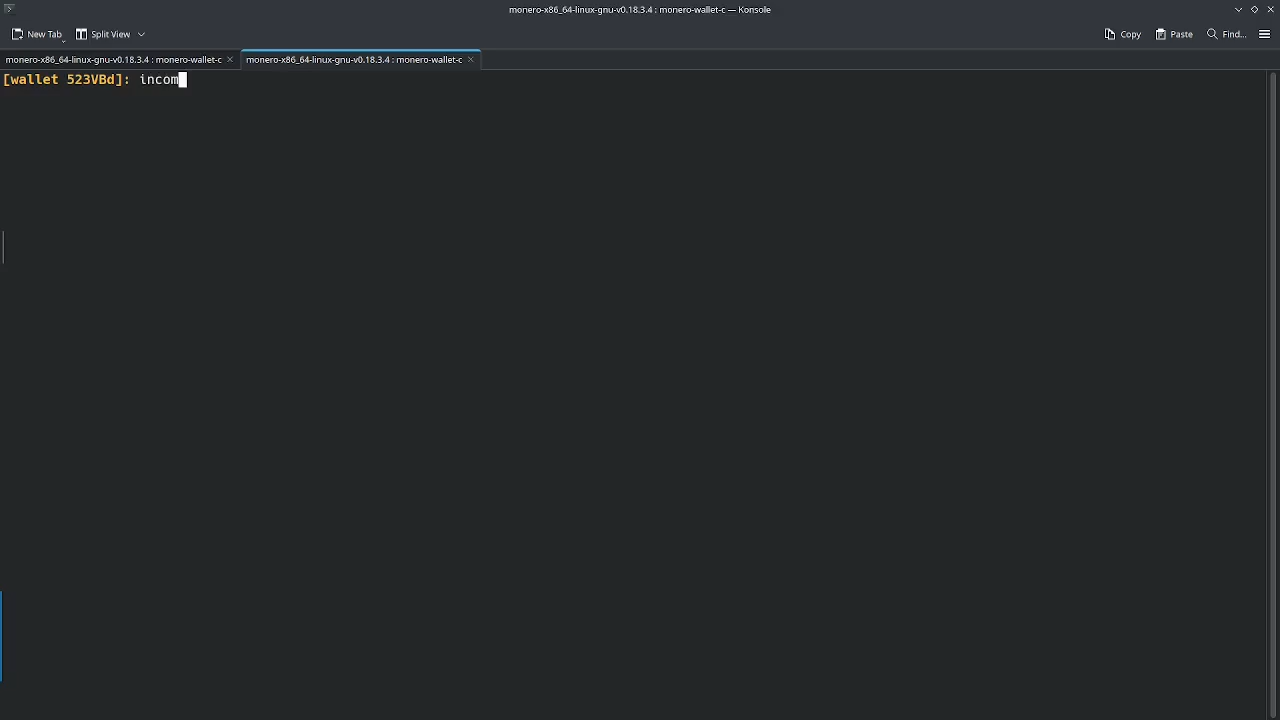 monero-x86_64-linux-gnu-v0.18.3.4 : monero-wallet-c — Konsole
New Tab Split View Copy Paste Find...
monero-x86_64-linux-gnu-v0.18.3.4 : monero-wallet-c monero-x86_64-linux-gnu-v0.18.3.4 : monero-wallet-c
[wallet 523VBd]: incom